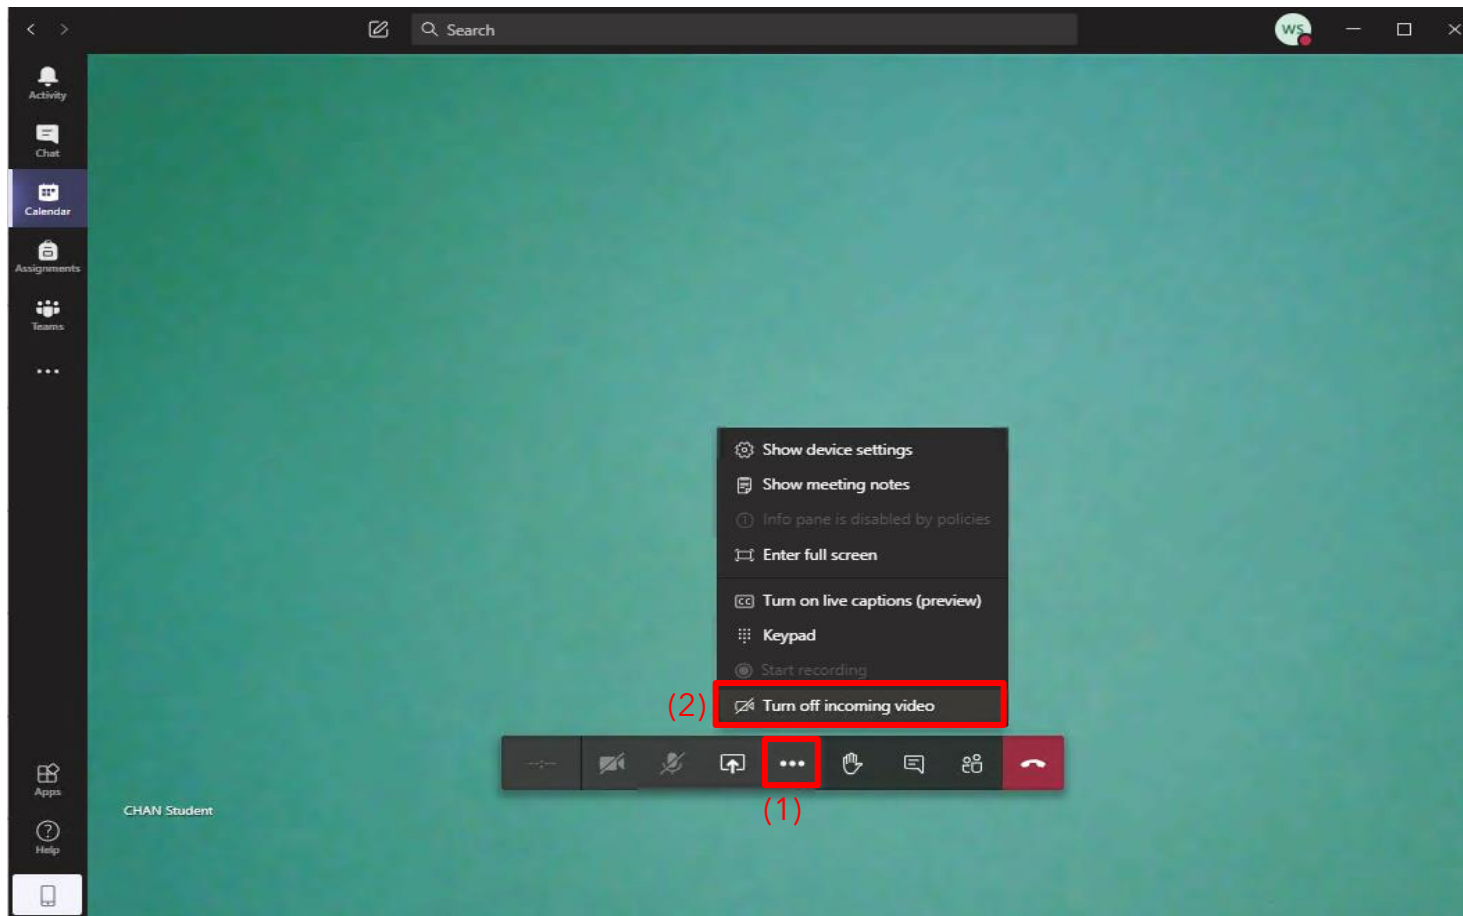 Search
WS
Activity
Chat
Calendar
Assignments
Teams
Show device settings
Show meeting notes
Info pane is disabled by policies
Enter full screen
CC Turn on live captions (preview)
Keypad
Start recording
(2) Turn off incoming video
--:--
(1)
CHAN Student
Apps
Help